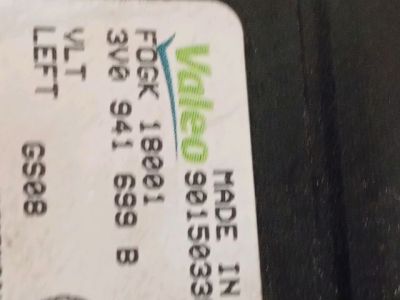 MADE IN
Valeo 9015033
FOGK 18001
3V0 941 699 B
VLT
LEFT GS08